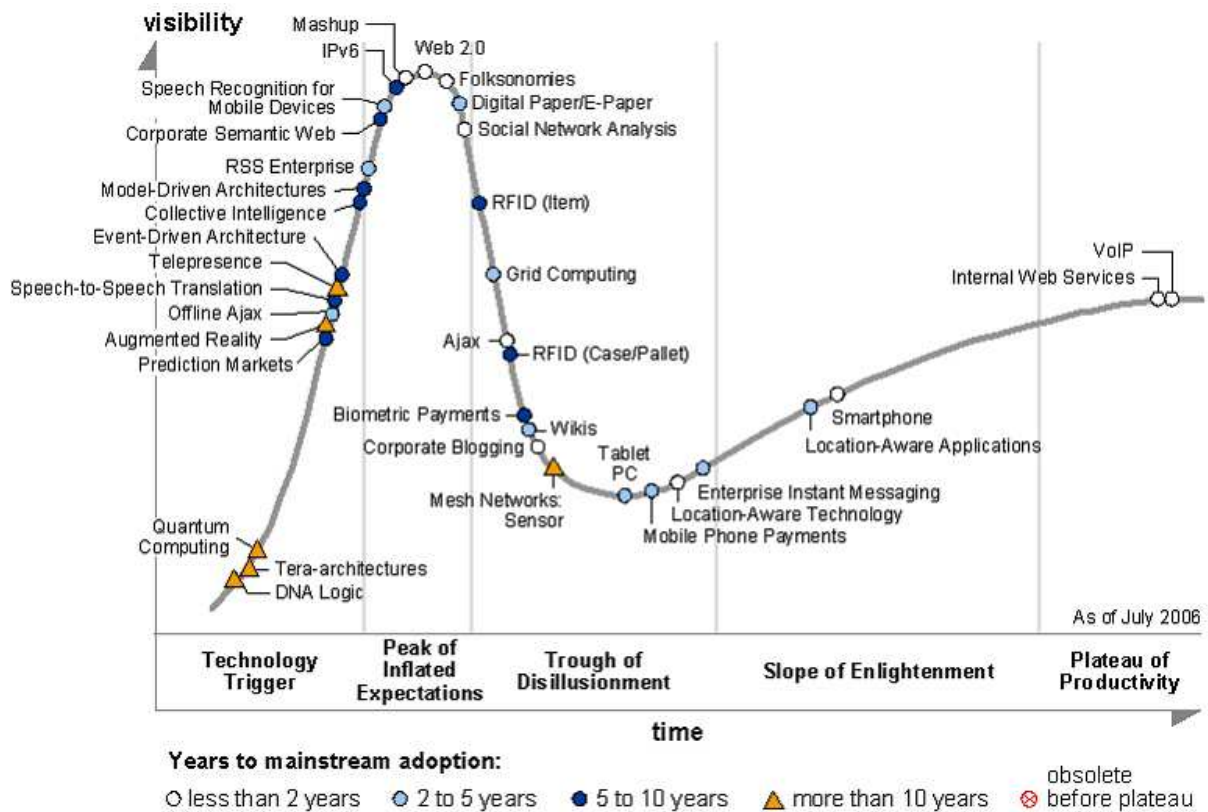 visibility
Mashup
IPv6
Web 2.0
Speech Recognition for
Mobile Devices
Folksonomies
Digital Paper/E-Paper
Corporate Semantic Web
Social Network Analysis
RSS Enterprise
Model-Driven Architectures
Collective Intelligence
RFID (Item)
Event-Driven Architecture
Telepresence
Grid Computing
Speech-to-Speech Translation
Offline Ajax
Augmented Reality
Prediction Markets
VoIP
Internal Web Services
Ajax
RFID (Case/Pallet)
Biometric Payments
Wikis
Corporate Blogging
Tablet
PC
Smartphone
Location-Aware Applications
Mesh Networks:
Sensor
Enterprise Instant Messaging
Location-Aware Technology
Mobile Phone Payments
Quantum
Computing
Tera-architectures
DNA Logic
As of July 2006
Technology
Trigger
Peak of
Inflated
Expectations
Trough of
Disillusionment
Slope of Enlightenment
Plateau of
Productivity
time
Years to mainstream adoption:
less than 2 years
2 to 5 years
5 to 10 years
more than 10 years
obsolete
before plateau